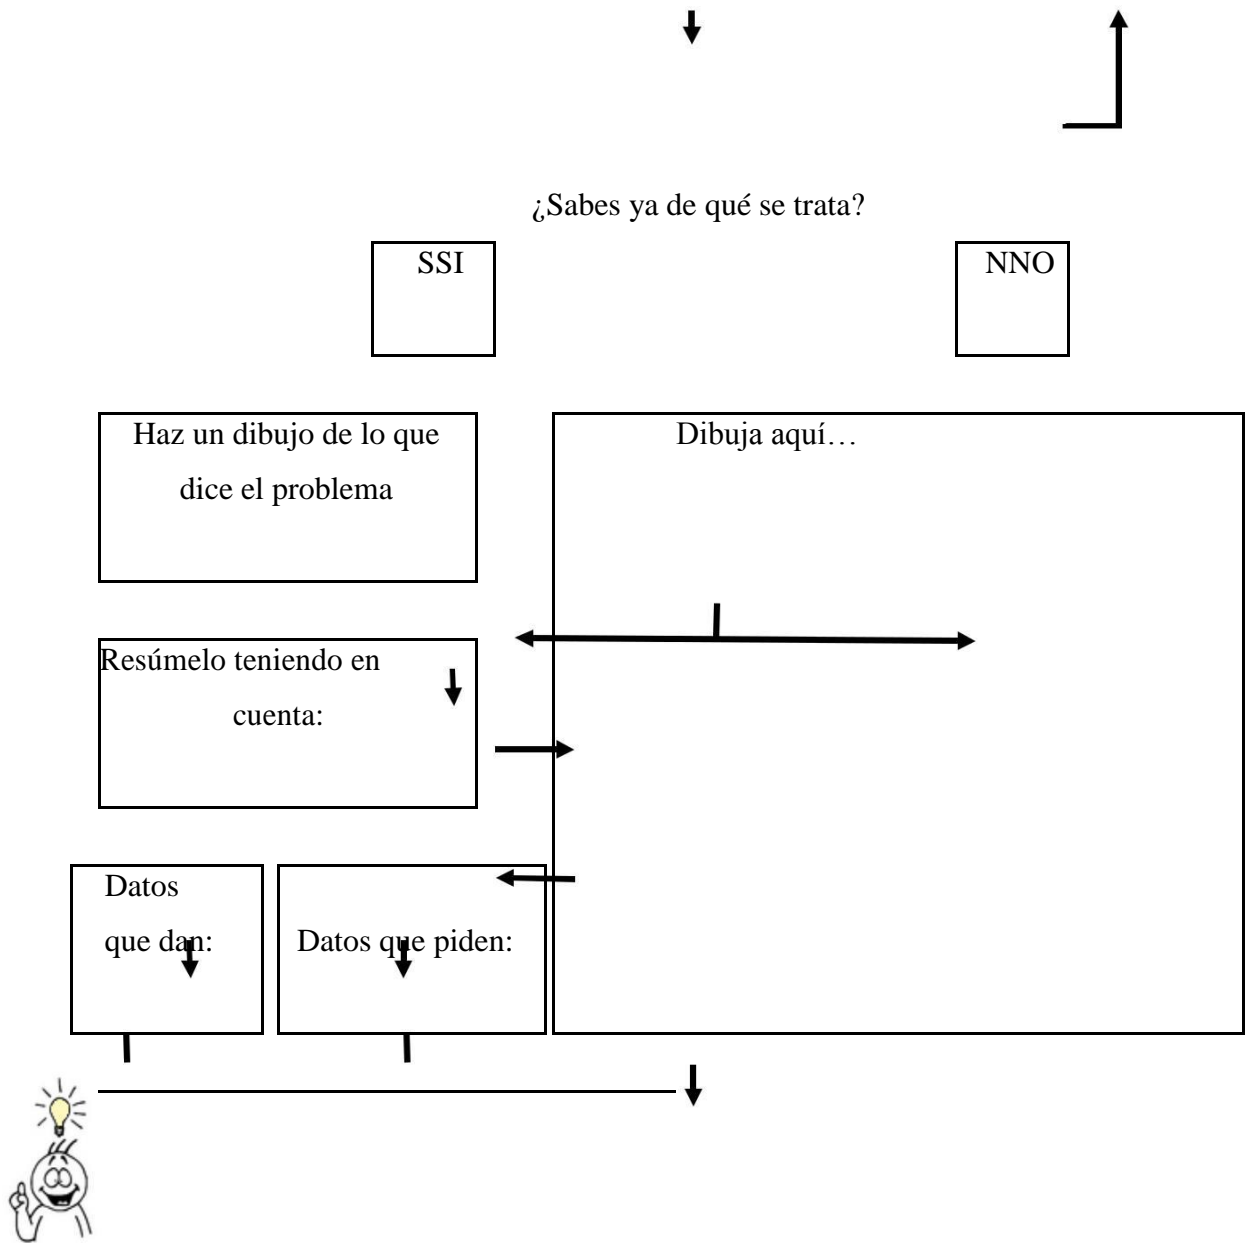 ¿Sabes ya de qué se trata?
SSI
NNO
Haz un dibujo de lo que
dice el problema
Dibuja aquí…
Resúmelo teniendo en
cuenta:
Datos
que dan:
Datos que piden: